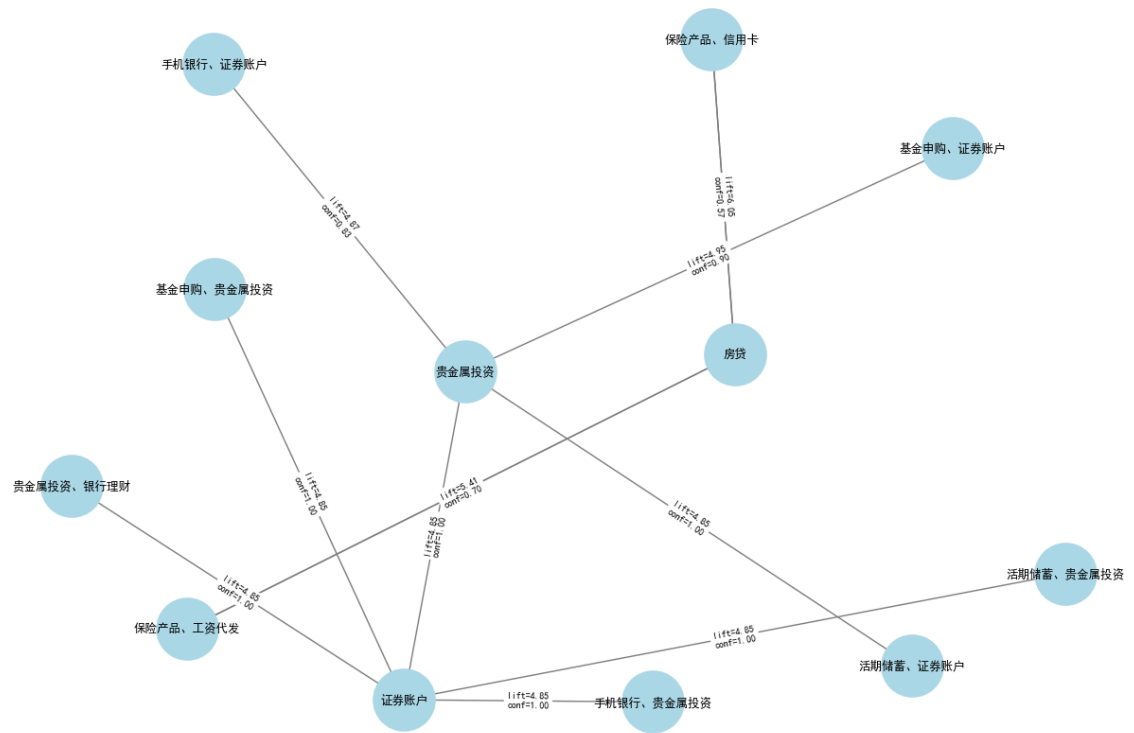 保险产品、信用卡
手机银行、证券账户
基金申购、证券账户
lift=6.05
conf=0.57
lift=4.87
conf=0.83
lift=4.95
conf=0.90
基金申购、贵金属投资
房贷
贵金属投资
贵金属投资、银行理财
lift=5.41
conf=0.70
lift=4.85
conf=1.00
lift=4.85
conf=1.00
lift=4.85
conf=1.00
活期储蓄、贵金属投资
lift=4.85
conf=1.00
保险产品、工资代发
lift=4.85
conf=1.00
活期储蓄、证券账户
证券账户
lift=4.85
conf=1.00
手机银行、贵金属投资